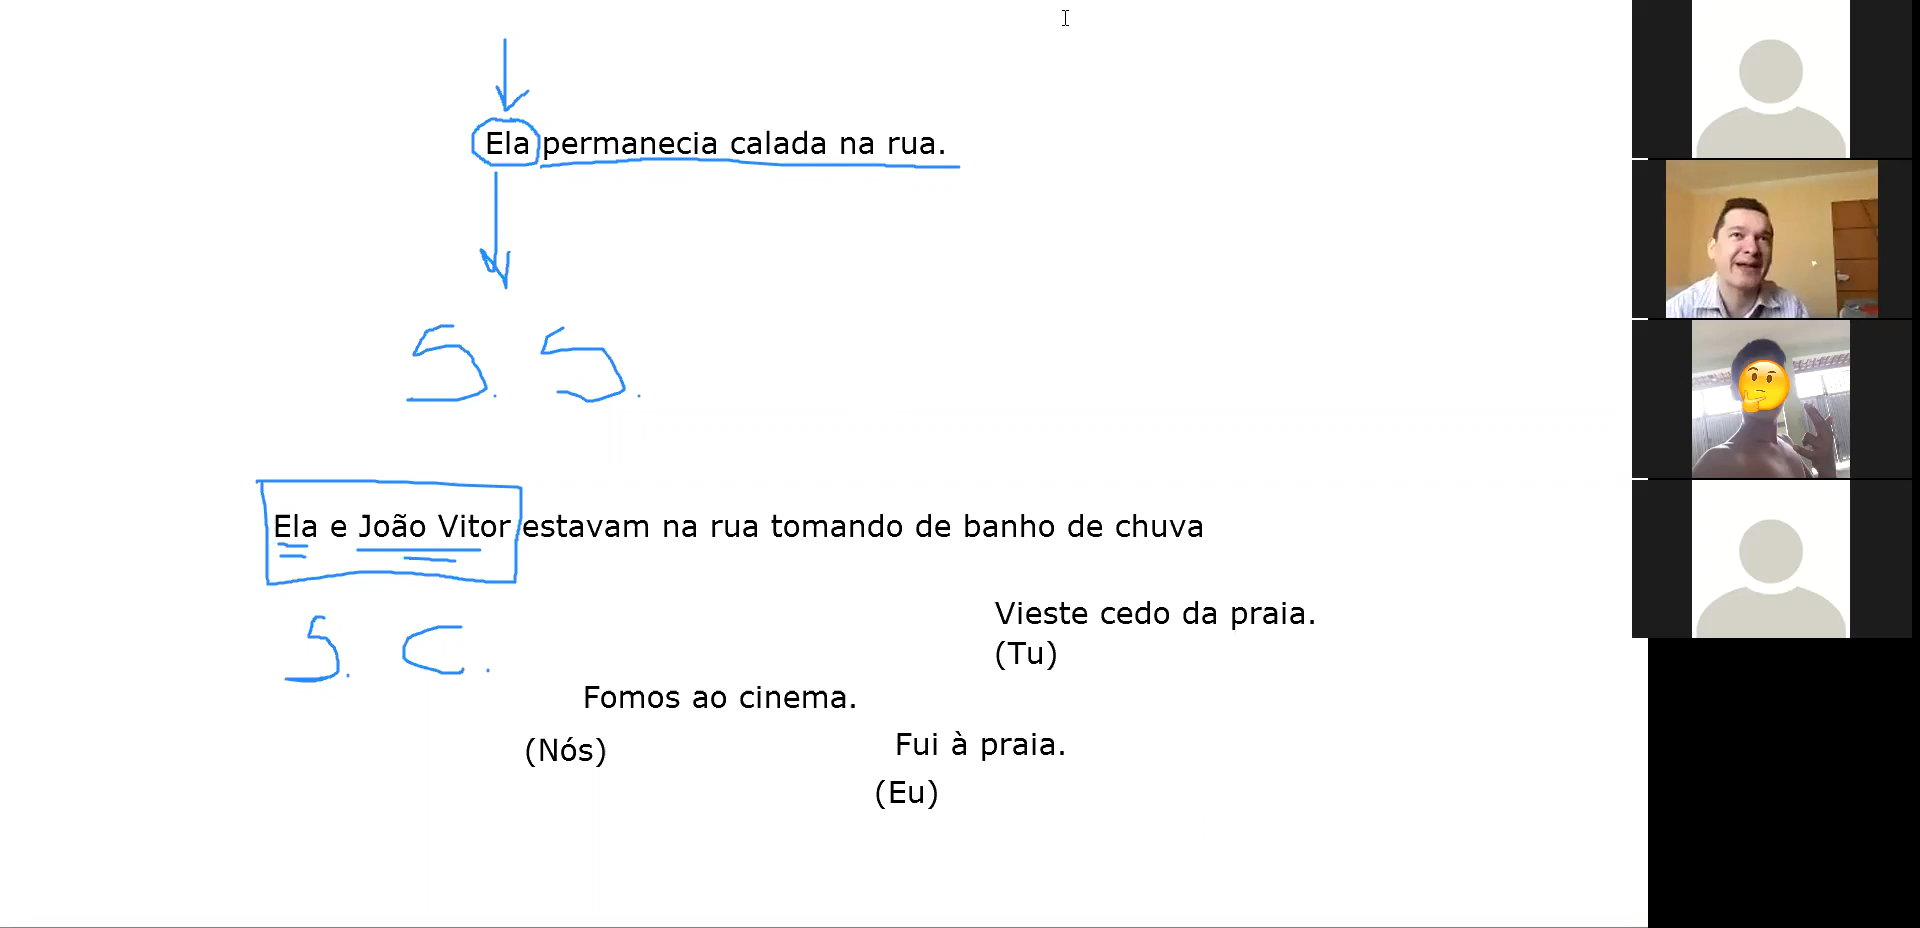 Ela permanecia calada na rua.
S. S.
Ela e João Vitor estavam na rua tomando de banho de chuva
S. C.
Vieste cedo da praia.
(Tu)
Fomos ao cinema.
(Nós)
Fui à praia.
(Eu)